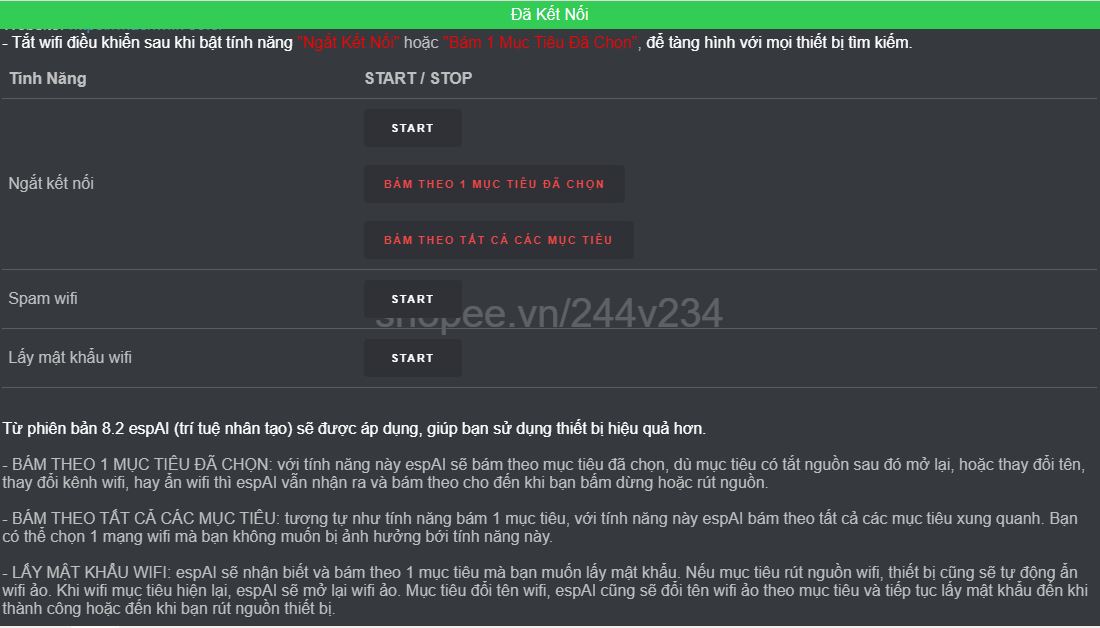 Đã Kết Nối
- Tắt wifi điều khiển sau khi bật tính năng "Ngắt Kết Nối" hoặc "Bám 1 Mục Tiêu Đã Chọn", để tàng hình với mọi thiết bị tìm kiếm.
Tính Năng START / STOP
START
Ngắt kết nối BÁM THEO 1 MỤC TIÊU ĐÃ CHỌN
BÁM THEO TẤT CẢ CÁC MỤC TIÊU
Spam wifi START
shopee.vn/244v234
Lấy mật khẩu wifi START
Từ phiên bản 8.2 espAI (trí tuệ nhân tạo) sẽ được áp dụng, giúp bạn sử dụng thiết bị hiệu quả hơn.
- BÁM THEO 1 MỤC TIÊU ĐÃ CHỌN: với tính năng này espAI sẽ bám theo mục tiêu đã chọn, dù mục tiêu có tắt nguồn sau đó mở lại, hoặc thay đổi tên,
thay đổi kênh wifi, hay ẩn wifi thì espAI vẫn nhận ra và bám theo cho đến khi bạn bấm dừng hoặc rút nguồn.
- BÁM THEO TẤT CẢ CÁC MỤC TIÊU: tương tự như tính năng bám 1 mục tiêu, với tính năng này espAI bám theo tất cả các mục tiêu xung quanh. Bạn
có thể chọn 1 mạng wifi mà bạn không muốn bị ảnh hưởng bới tính năng này.
- LẤY MẬT KHẨU WIFI: espAI sẽ nhận biết và bám theo 1 mục tiêu mà bạn muốn lấy mật khẩu. Nếu mục tiêu rút nguồn wifi, thiết bị cũng sẽ tự động ẩn
wifi ảo. Khi wifi mục tiêu hiện lại, espAI sẽ mở lại wifi ảo. Mục tiêu đổi tên wifi, espAI cũng sẽ đổi tên wifi ảo theo mục tiêu và tiếp tục lấy mật khẩu đến khi
thành công hoặc đến khi bạn rút nguồn thiết bị.